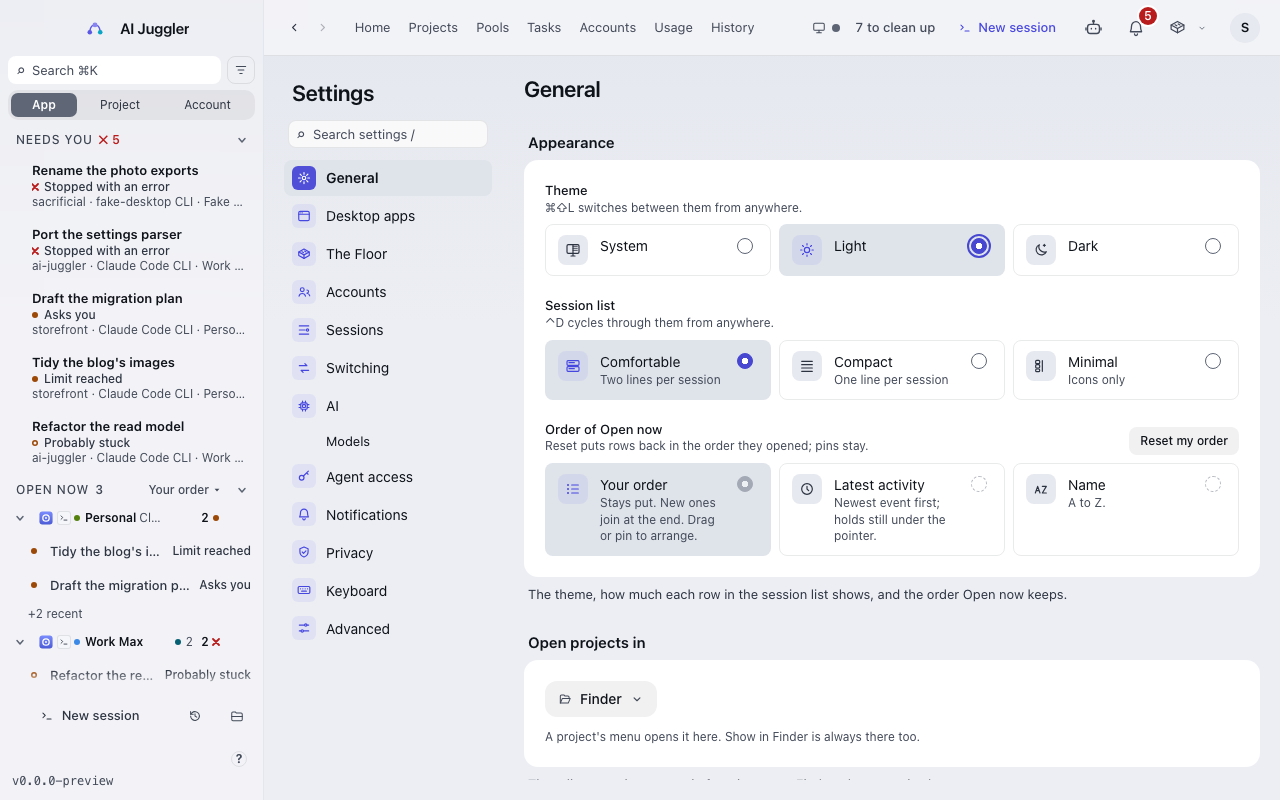 AI Juggler
Search ⌘K
App Project Account
NEEDS YOU 5
Rename the photo exports
Stopped with an error
sacrificial · fake-desktop CLI · Fake ...
Port the settings parser
Stopped with an error
ai-juggler · Claude Code CLI · Work ...
Draft the migration plan
Asks you
storefront · Claude Code CLI · Perso...
Tidy the blog's images
Limit reached
storefront · Claude Code CLI · Perso...
Refactor the read model
Probably stuck
ai-juggler · Claude Code CLI · Work ...
OPEN NOW 3 Your order
Personal Cl... 2
Tidy the blog's i... Limit reached
Draft the migration p... Asks you
+2 recent
Work Max 2 2
Refactor the re... Probably stuck
New session
?
v0.0.0-preview
Home Projects Pools Tasks Accounts Usage History
7 to clean up
New session
5
S
Settings
Search settings /
General
Desktop apps
The Floor
Accounts
Sessions
Switching
AI
Models
Agent access
Notifications
Privacy
Keyboard
Advanced
General
Appearance
Theme
⌘⇧L switches between them from anywhere.
System
Light
Dark
Session list
^D cycles through them from anywhere.
Comfortable
Two lines per session
Compact
One line per session
Minimal
Icons only
Order of Open now
Reset puts rows back in the order they opened; pins stay.
Reset my order
Your order
Stays put. New ones
join at the end. Drag
or pin to arrange.
Latest activity
Newest event first;
holds still under the
pointer.
AZ
Name
A to Z.
The theme, how much each row in the session list shows, and the order Open now keeps.
Open projects in
Finder
A project's menu opens it here. Show in Finder is always there too.